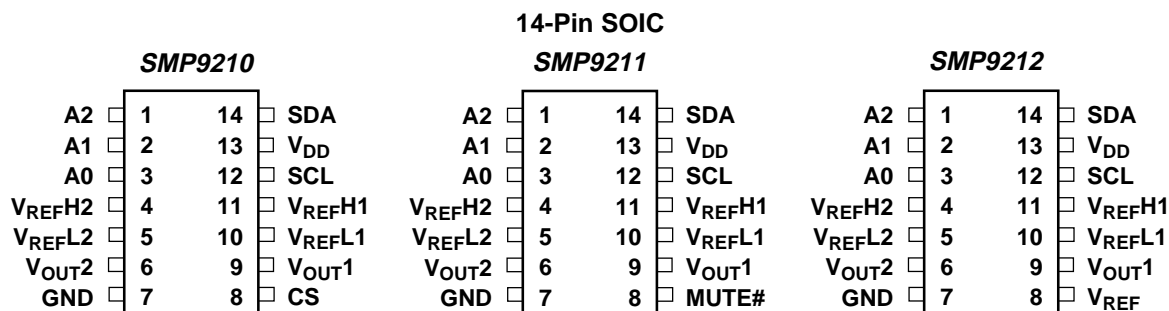 14-Pin SOIC
SMP9210 SMP9211 SMP9212
A2 1 14 SDA A2 1 14 SDA A2 1 14 SDA
A1 2 13 VDD A1 2 13 VDD A1 2 13 VDD
A0 3 12 SCL A0 3 12 SCL A0 3 12 SCL
VREFH2 4 11 VREFH1 VREFH2 4 11 VREFH1 VREFH2 4 11 VREFH1
VREFL2 5 10 VREFL1 VREFL2 5 10 VREFL1 VREFL2 5 10 VREFL1
VOUT2 6 9 VOUT1 VOUT2 6 9 VOUT1 VOUT2 6 9 VOUT1
GND 7 8 CS GND 7 8 MUTE# GND 7 8 VREF